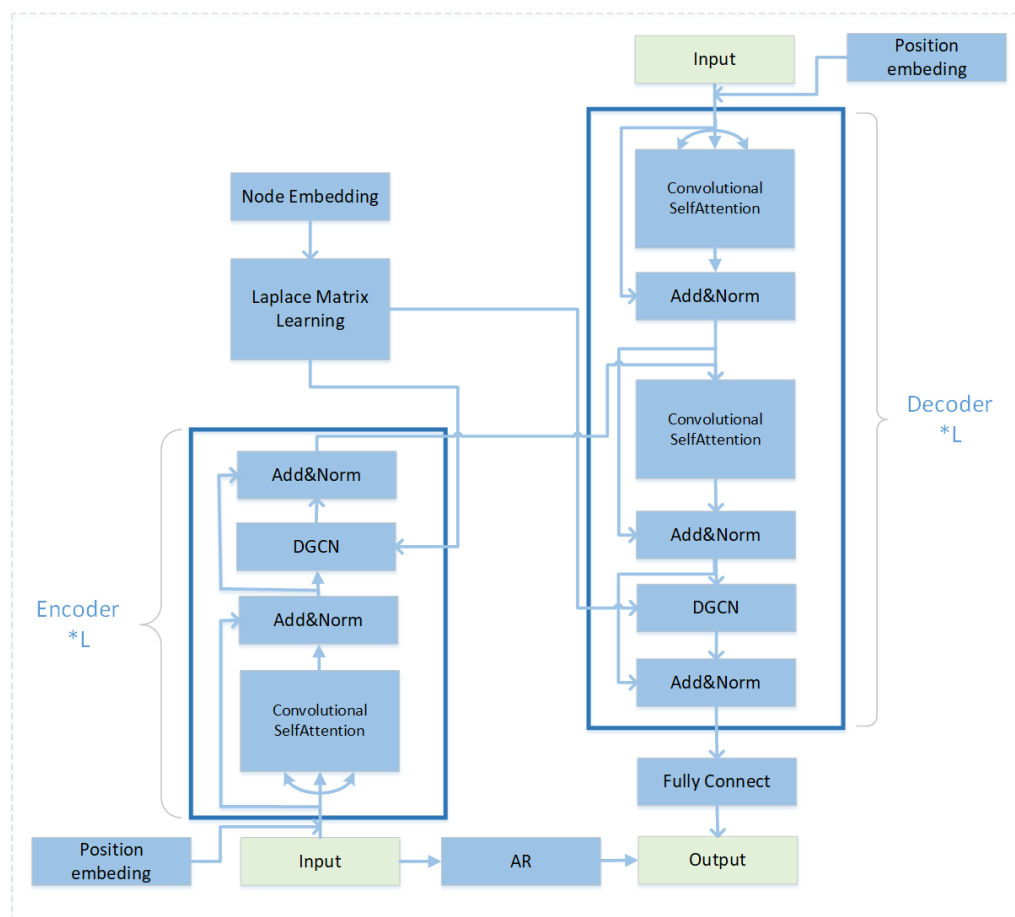 Input
Position
embeding
Convolutional
SelfAttention
Node Embedding
Laplace Matrix
Learning
Add&Norm
Convolutional
SelfAttention
Decoder
*L
Add&Norm
DGCN
Add&Norm
DGCN
Encoder
*L
Add&Norm
Add&Norm
Convolutional
SelfAttention
Fully Connect
Position
embeding
Input
AR
Output